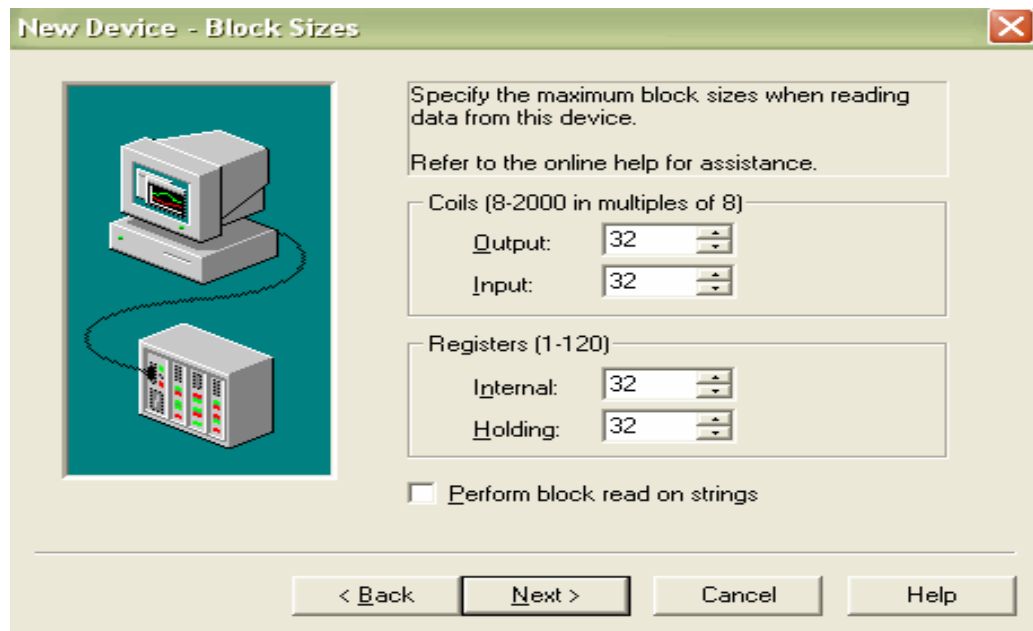 New Device - Block Sizes
Specify the maximum block sizes when reading
data from this device.
Refer to the online help for assistance.
Coils (8-2000 in multiples of 8)
Output: 32
Input: 32
Registers (1-120)
Internal: 32
Holding: 32
Perform block read on strings
< Back Next > Cancel Help